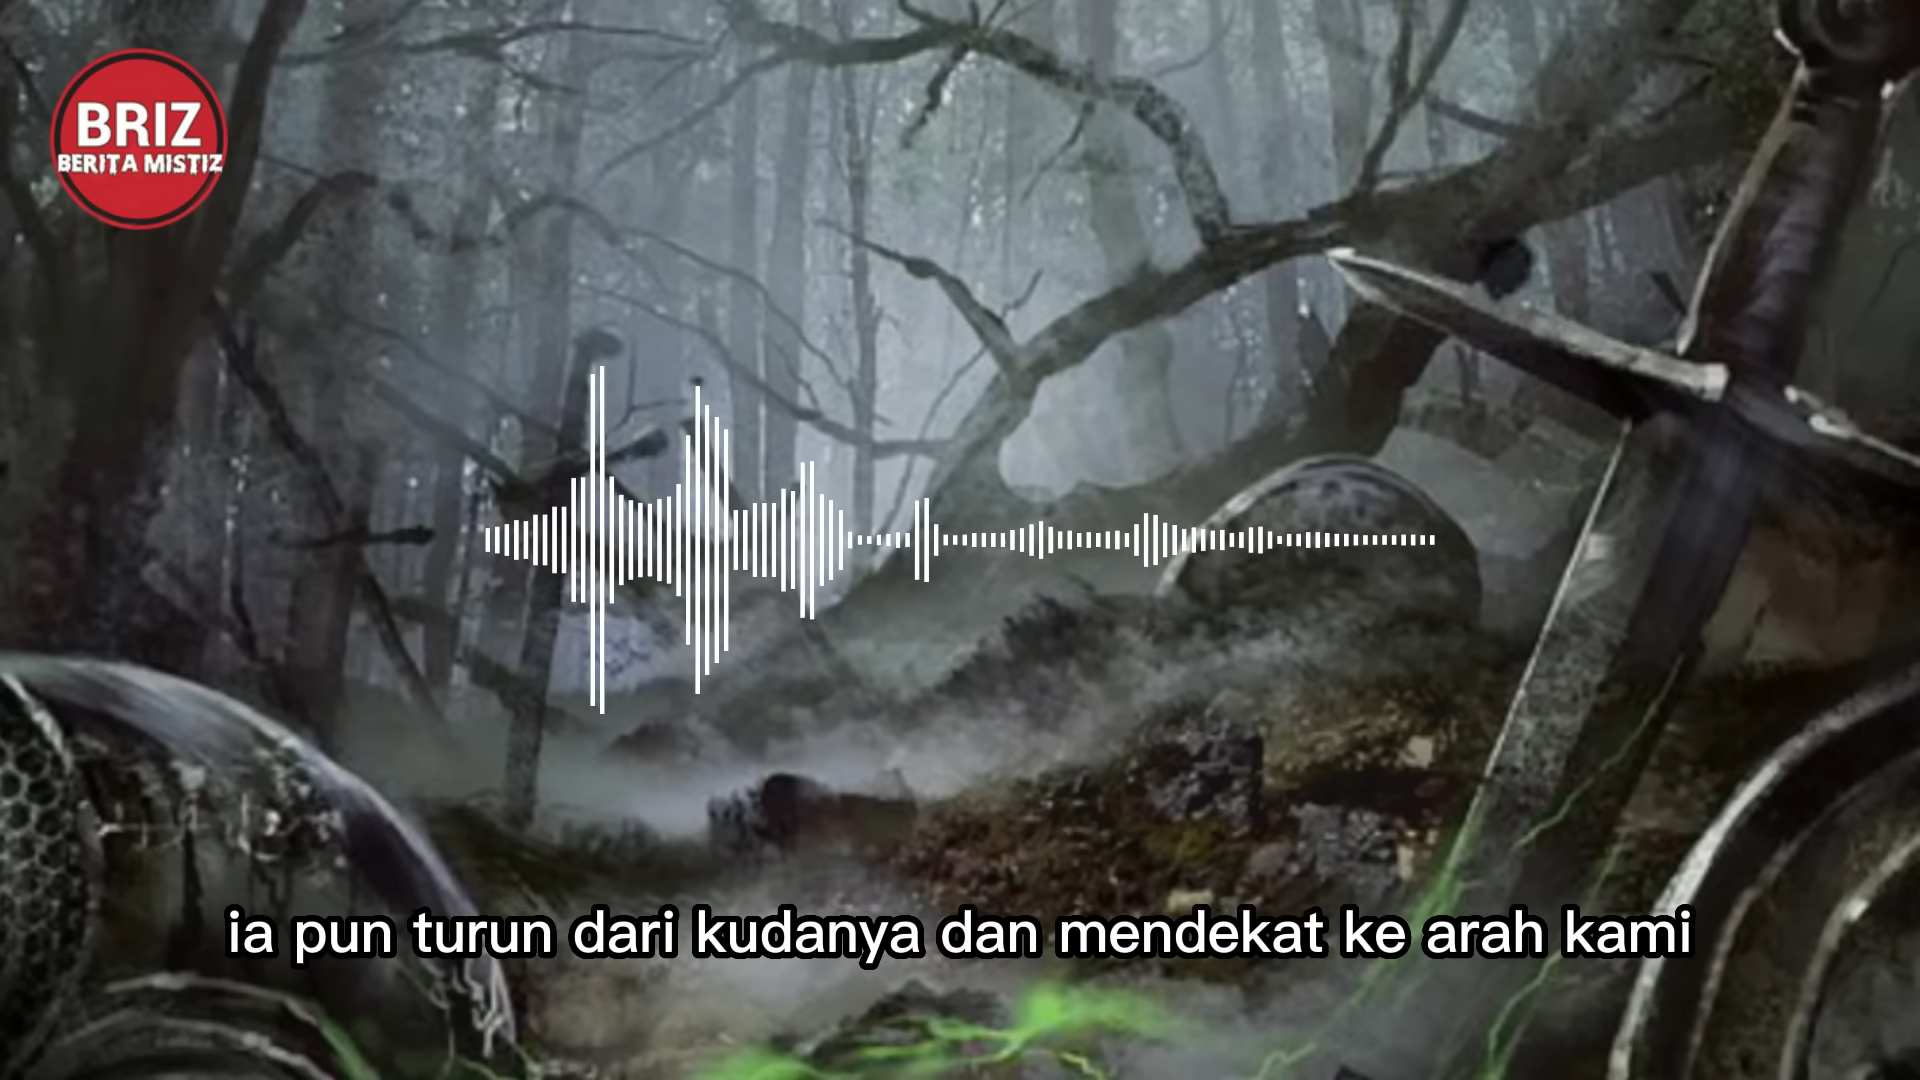 BRIZ
BERITA MISTIZ
ia pun turun dari kudanya dan mendekat ke arah kami